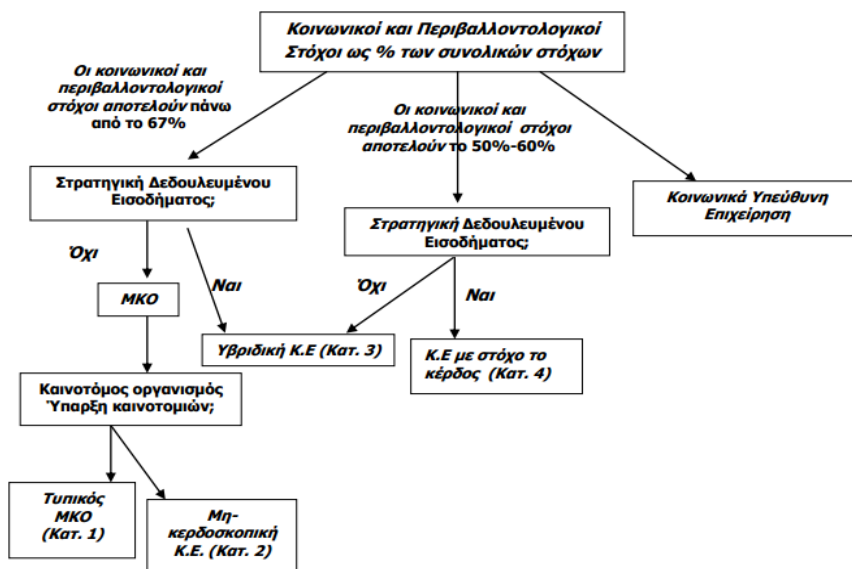 Κοινωνικοί και Περιβαλλοντολογικοί
Στόχοι ως % των συνολικών στόχων
Οι κοινωνικοί και
περιβαλλοντολογικοί
στόχοι αποτελούν πάνω
από το 67%
Οι κοινωνικοί και
περιβαλλοντολογικοί στόχοι
αποτελούν το 50%-60%
Στρατηγική Δεδουλευμένου
Εισοδήματος;
Κοινωνικά Υπεύθυνη
Επιχείρηση
Στρατηγική Δεδουλευμένου
Εισοδήματος;
Όχι
Ναι
Όχι
Ναι
ΜΚΟ
Υβριδική Κ.Ε (Κατ. 3)
Κ.Ε με στόχο το
κέρδος (Κατ. 4)
Καινοτόμος οργανισμός
Ύπαρξη καινοτομιών;
Τυπικός
ΜΚΟ
(Κατ. 1)
Μη-
κερδοσκοπική
Κ.Ε. (Κατ. 2)